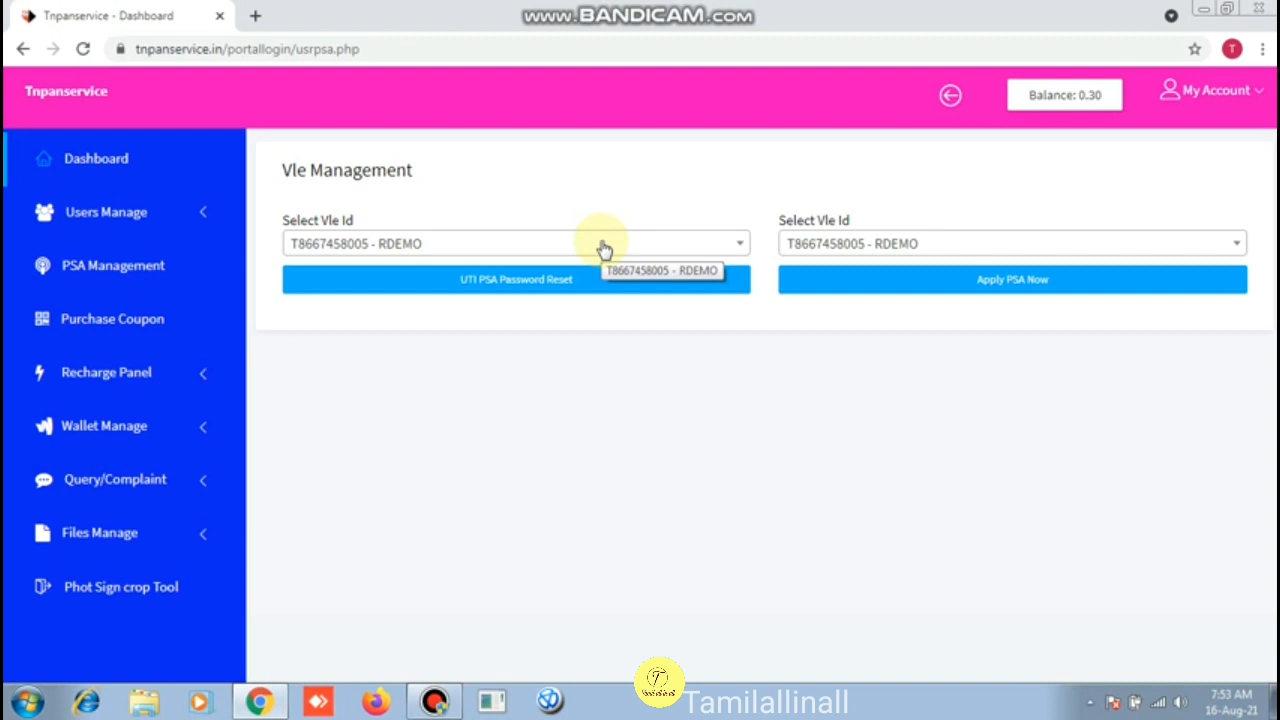 Tnpanservice - Dashboard
www.BANDICAM.com
tnpanservice.in/portallogin/usrpsa.php
T
Tnpanservice
Balance: 0.30
My Account
Dashboard
Users Manage
PSA Management
Purchase Coupon
Recharge Panel
Wallet Manage
Query/Complaint
Files Manage
Phot Sign crop Tool
Vle Management
Select Vle Id
T8667458005 - RDEMO
T8667458005 - RDEMO
UTI PSA Password Reset
Select Vle Id
T8667458005 - RDEMO
Apply PSA Now
Tamilallinall
7:53 AM
16-Aug-21